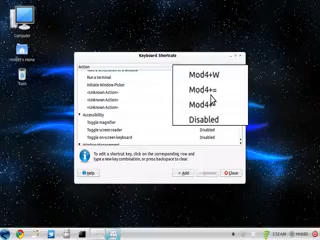 Computer
mht663's Home
Trash
Keyboard Shortcuts
Action
Run a terminal
Initiate Window Picker
<Unknown Action>
<Unknown Action>
<Unknown Action>
Accessibility
Toggle magnifier
Toggle screen reader
Disabled
Toggle on-screen keyboard
Disabled
Mod4+W
Mod4+=
Disabled
To edit a shortcut key, click on the corresponding row and
type a new key combination, or press backspace to clear.
Help
Add
Remove
Close